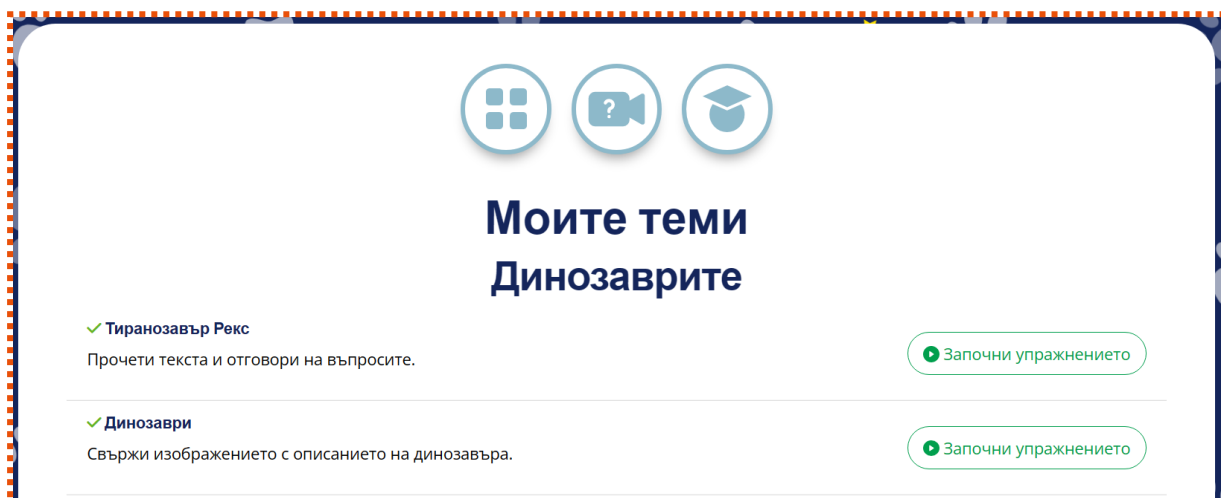 ?
Моите теми
Динозаврите
Тиранозавър Рекс
Прочети текста и отговори на въпросите.
Започни упражнението
Динозаври
Свържи изображението с описанието на динозавъра.
Започни упражнението